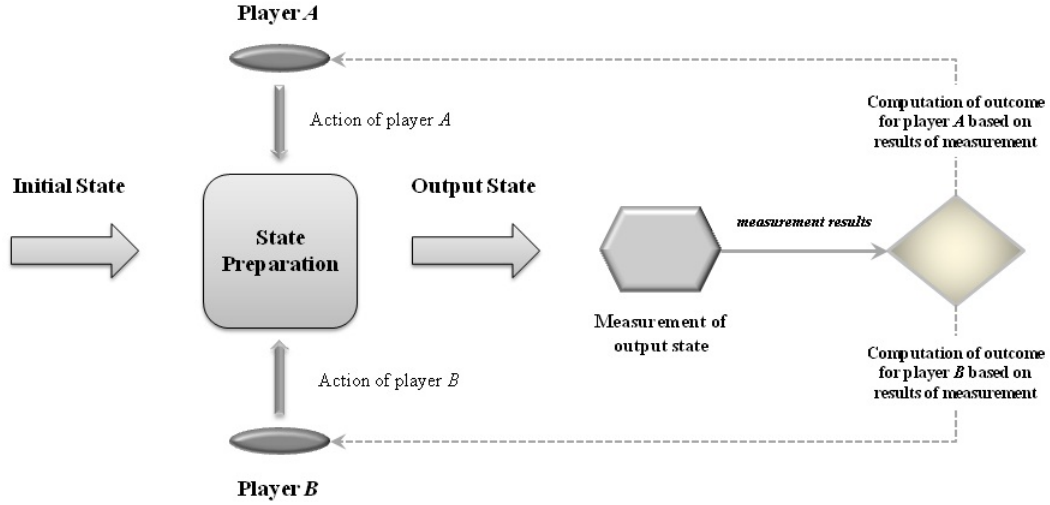 Player A
Action of player A
Computation of outcome
for player A based on
results of measurement
Initial State
Output State
State
Preparation
measurement results
Measurement of
output state
Computation of outcome
for player B based on
results of measurement
Action of player B
Player B